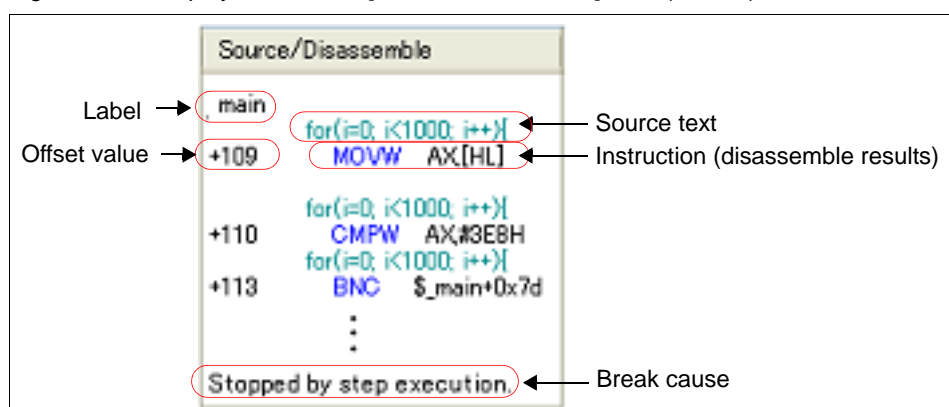 Source/Disassemble
Label
_main
for(i=0; i<1000; i++){
Source text
Offset value
+109 MOVW AX,[HL]
Instruction (disassemble results)
for(i=0; i<1000; i++){
+110 CMPW AX,#3E8H
for(i=0; i<1000; i++){
+113 BNC $_main+0x7d
Stopped by step execution.
Break cause